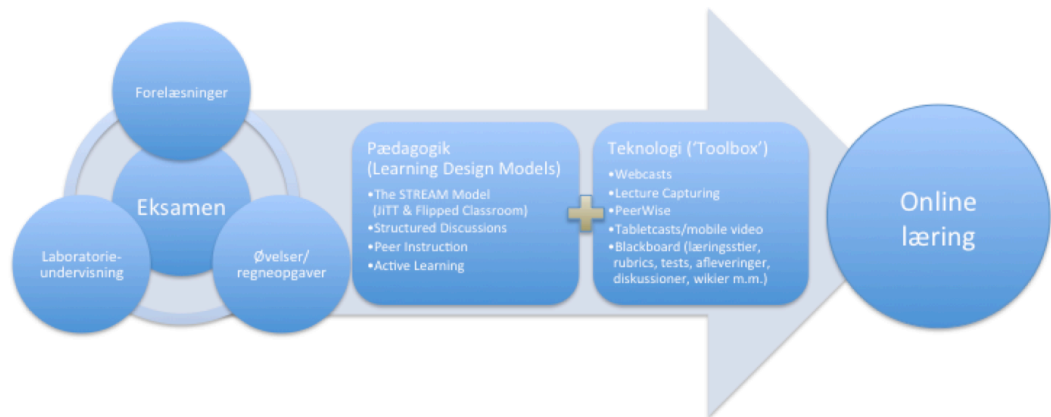 Forelæsninger
Eksamen
Laboratorie-
undervisning
Øvelser/
regneopgaver
Pædagogik
(Learning Design Models)
•The STREAM Model
(JiTT & Flipped Classroom)
•Structured Discussions
•Peer Instruction
•Active Learning
Teknologi ('Toolbox')
•Webcasts
•Lecture Capturing
•PeerWise
•Tabletcasts/mobile video
•Blackboard (læringsstier,
rubrics, tests, afleveringer,
diskussioner, wikier m.m.)
Online
læring